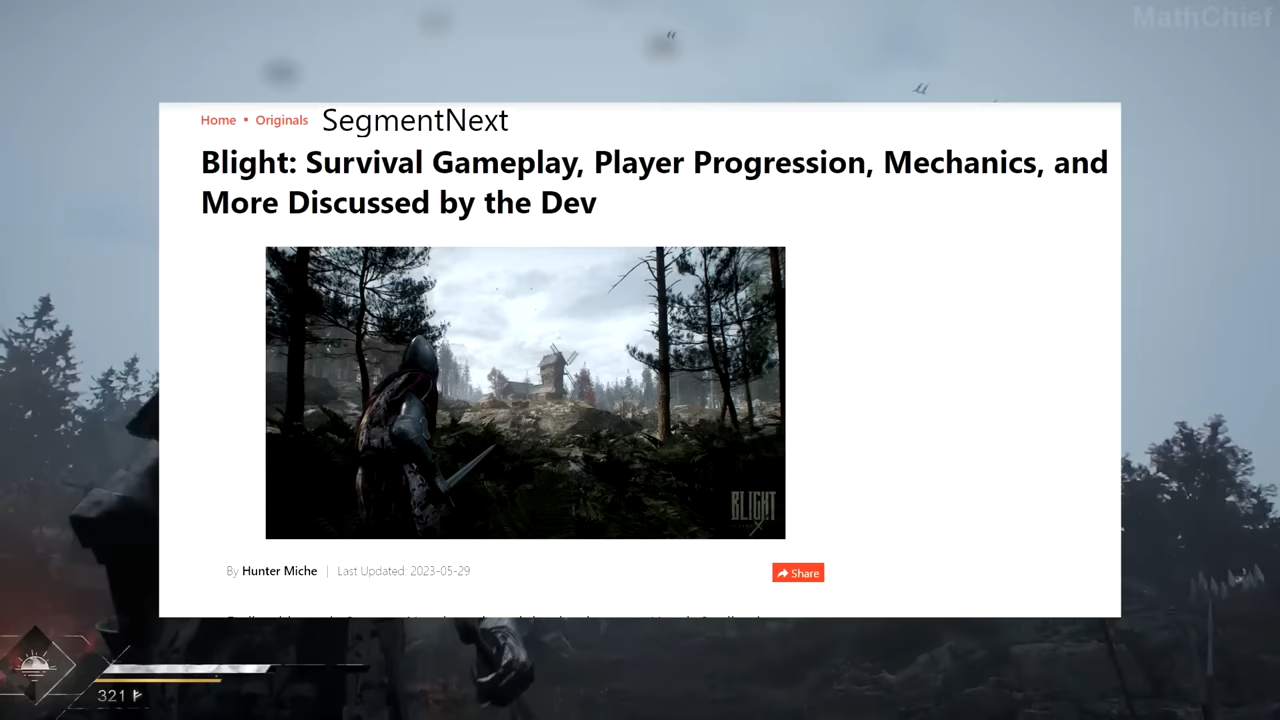 MathChief
Home ▪ Originals SegmentNext
Blight: Survival Gameplay, Player Progression, Mechanics, and
More Discussed by the Dev
BLIGHT
By Hunter Miche | Last Updated: 2023-05-29
Share
321